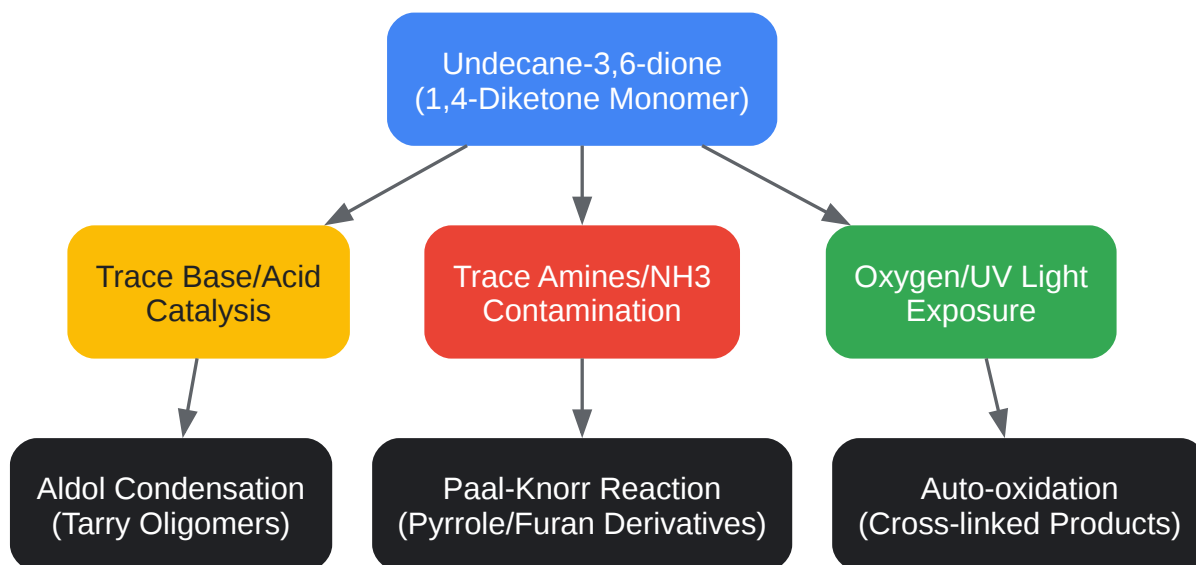 Undecane-3,6-dione
(1,4-Diketone Monomer)
Trace Base/Acid
Catalysis
Trace Amines/NH3
Contamination
Oxygen/UV Light
Exposure
Aldol Condensation
(Tarry Oligomers)
Paal-Knorr Reaction
(Pyrrole/Furan Derivatives)
Auto-oxidation
(Cross-linked Products)